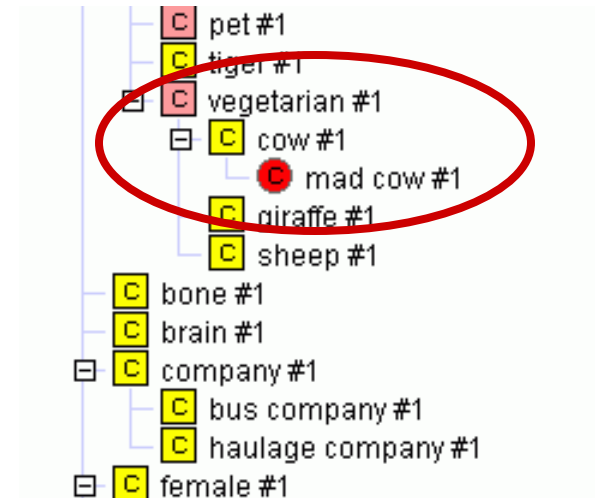 C pet #1
C tiger #1
C vegetarian #1
C cow #1
C mad cow #1
C giraffe #1
C sheep #1
C bone #1
C brain #1
C company #1
C bus company #1
C haulage company #1
C female #1